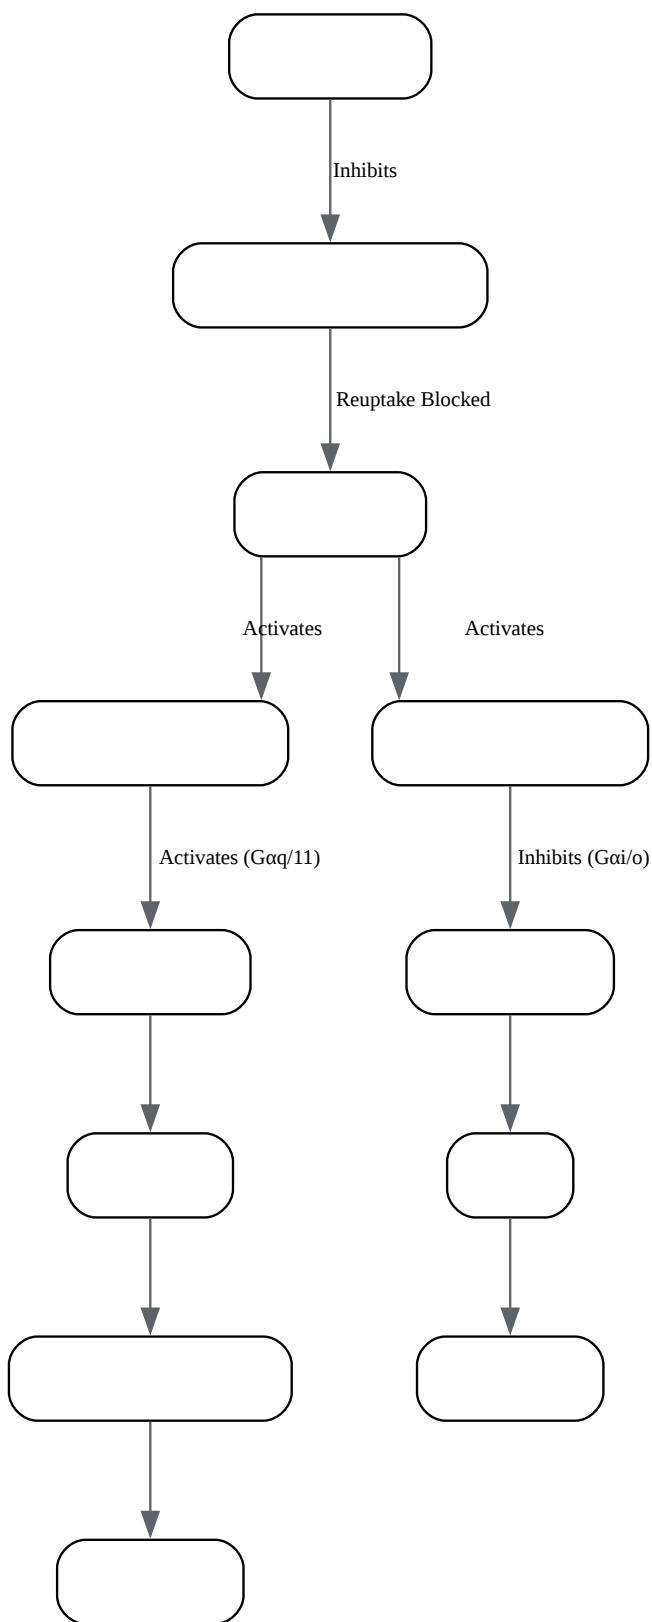 Inhibits
Reuptake Blocked
Activates
Activates
Activates (Gαq/11)
Inhibits (Gαi/o)